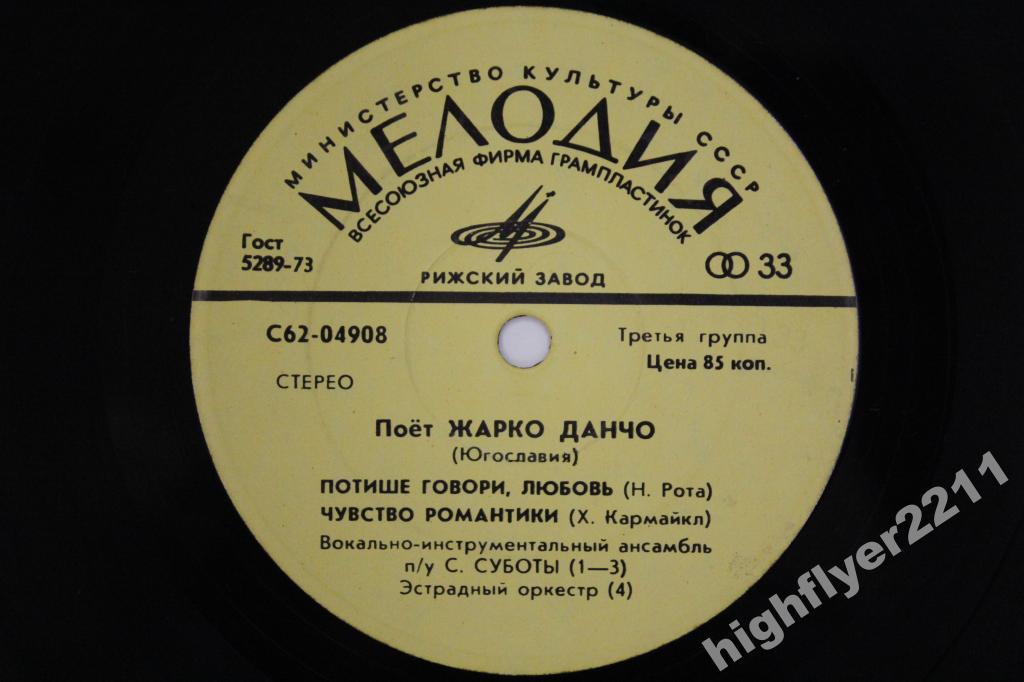 МИНИСТЕРСТВО КУЛЬТУРЫ СССР
МЕЛОДИЯ
ВСЕСОЮЗНАЯ ФИРМА ГРАМПЛАСТИНОК
Гост
5289-73
33
РИЖСКИЙ ЗАВОД
С62-04908
Третья группа
Цена 85 коп.
СТЕРЕО
Поёт ЖАРКО ДАНЧО
(Югославия)
ПОТИШЕ ГОВОРИ, ЛЮБОВЬ (Н. Рота)
ЧУВСТВО РОМАНТИКИ (Х. Кармайкл)
Вокально-инструментальный ансамбль
п/у С. СУБОТЫ (1—3)
Эстрадный оркестр (4)
highflyer2211